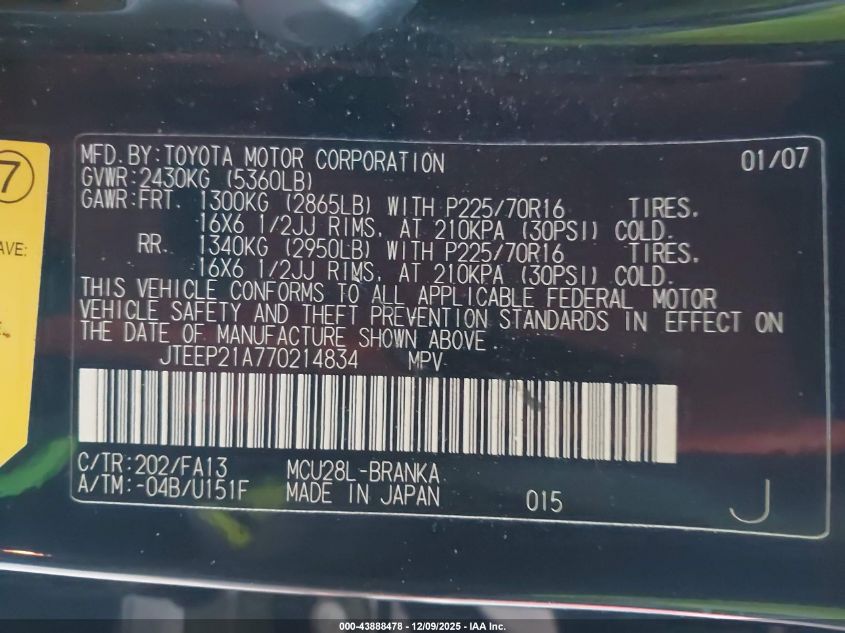 7
AVE:
MFD.BY:TOYOTA MOTOR CORPORATION 01/07
GVWR:2430KG (5360LB)
GAWR:FRT. 1300KG (2865LB) WITH P225/70R16 TIRES.
16X6 1/2JJ RIMS, AT 210KPA (30PSI) COLD.
RR. 1340KG (2950LB) WITH P225/70R16 TIRES.
16X6 1/2JJ RIMS, AT 210KPA (30PSI) COLD.
THIS VEHICLE CONFORMS TO ALL APPLICABLE FEDERAL MOTOR
VEHICLE SAFETY AND THEFT PREVENTION STANDARDS IN EFFECT ON
THE DATE OF MANUFACTURE SHOWN ABOVE.
JTEEP21A770214834 MPV
C/TR:202/FA13 MCU28L-BRANKA
A/TM:-04B/U151F MADE IN JAPAN 015 J
000-43888478 - 12/09/2025 - IAA Inc.